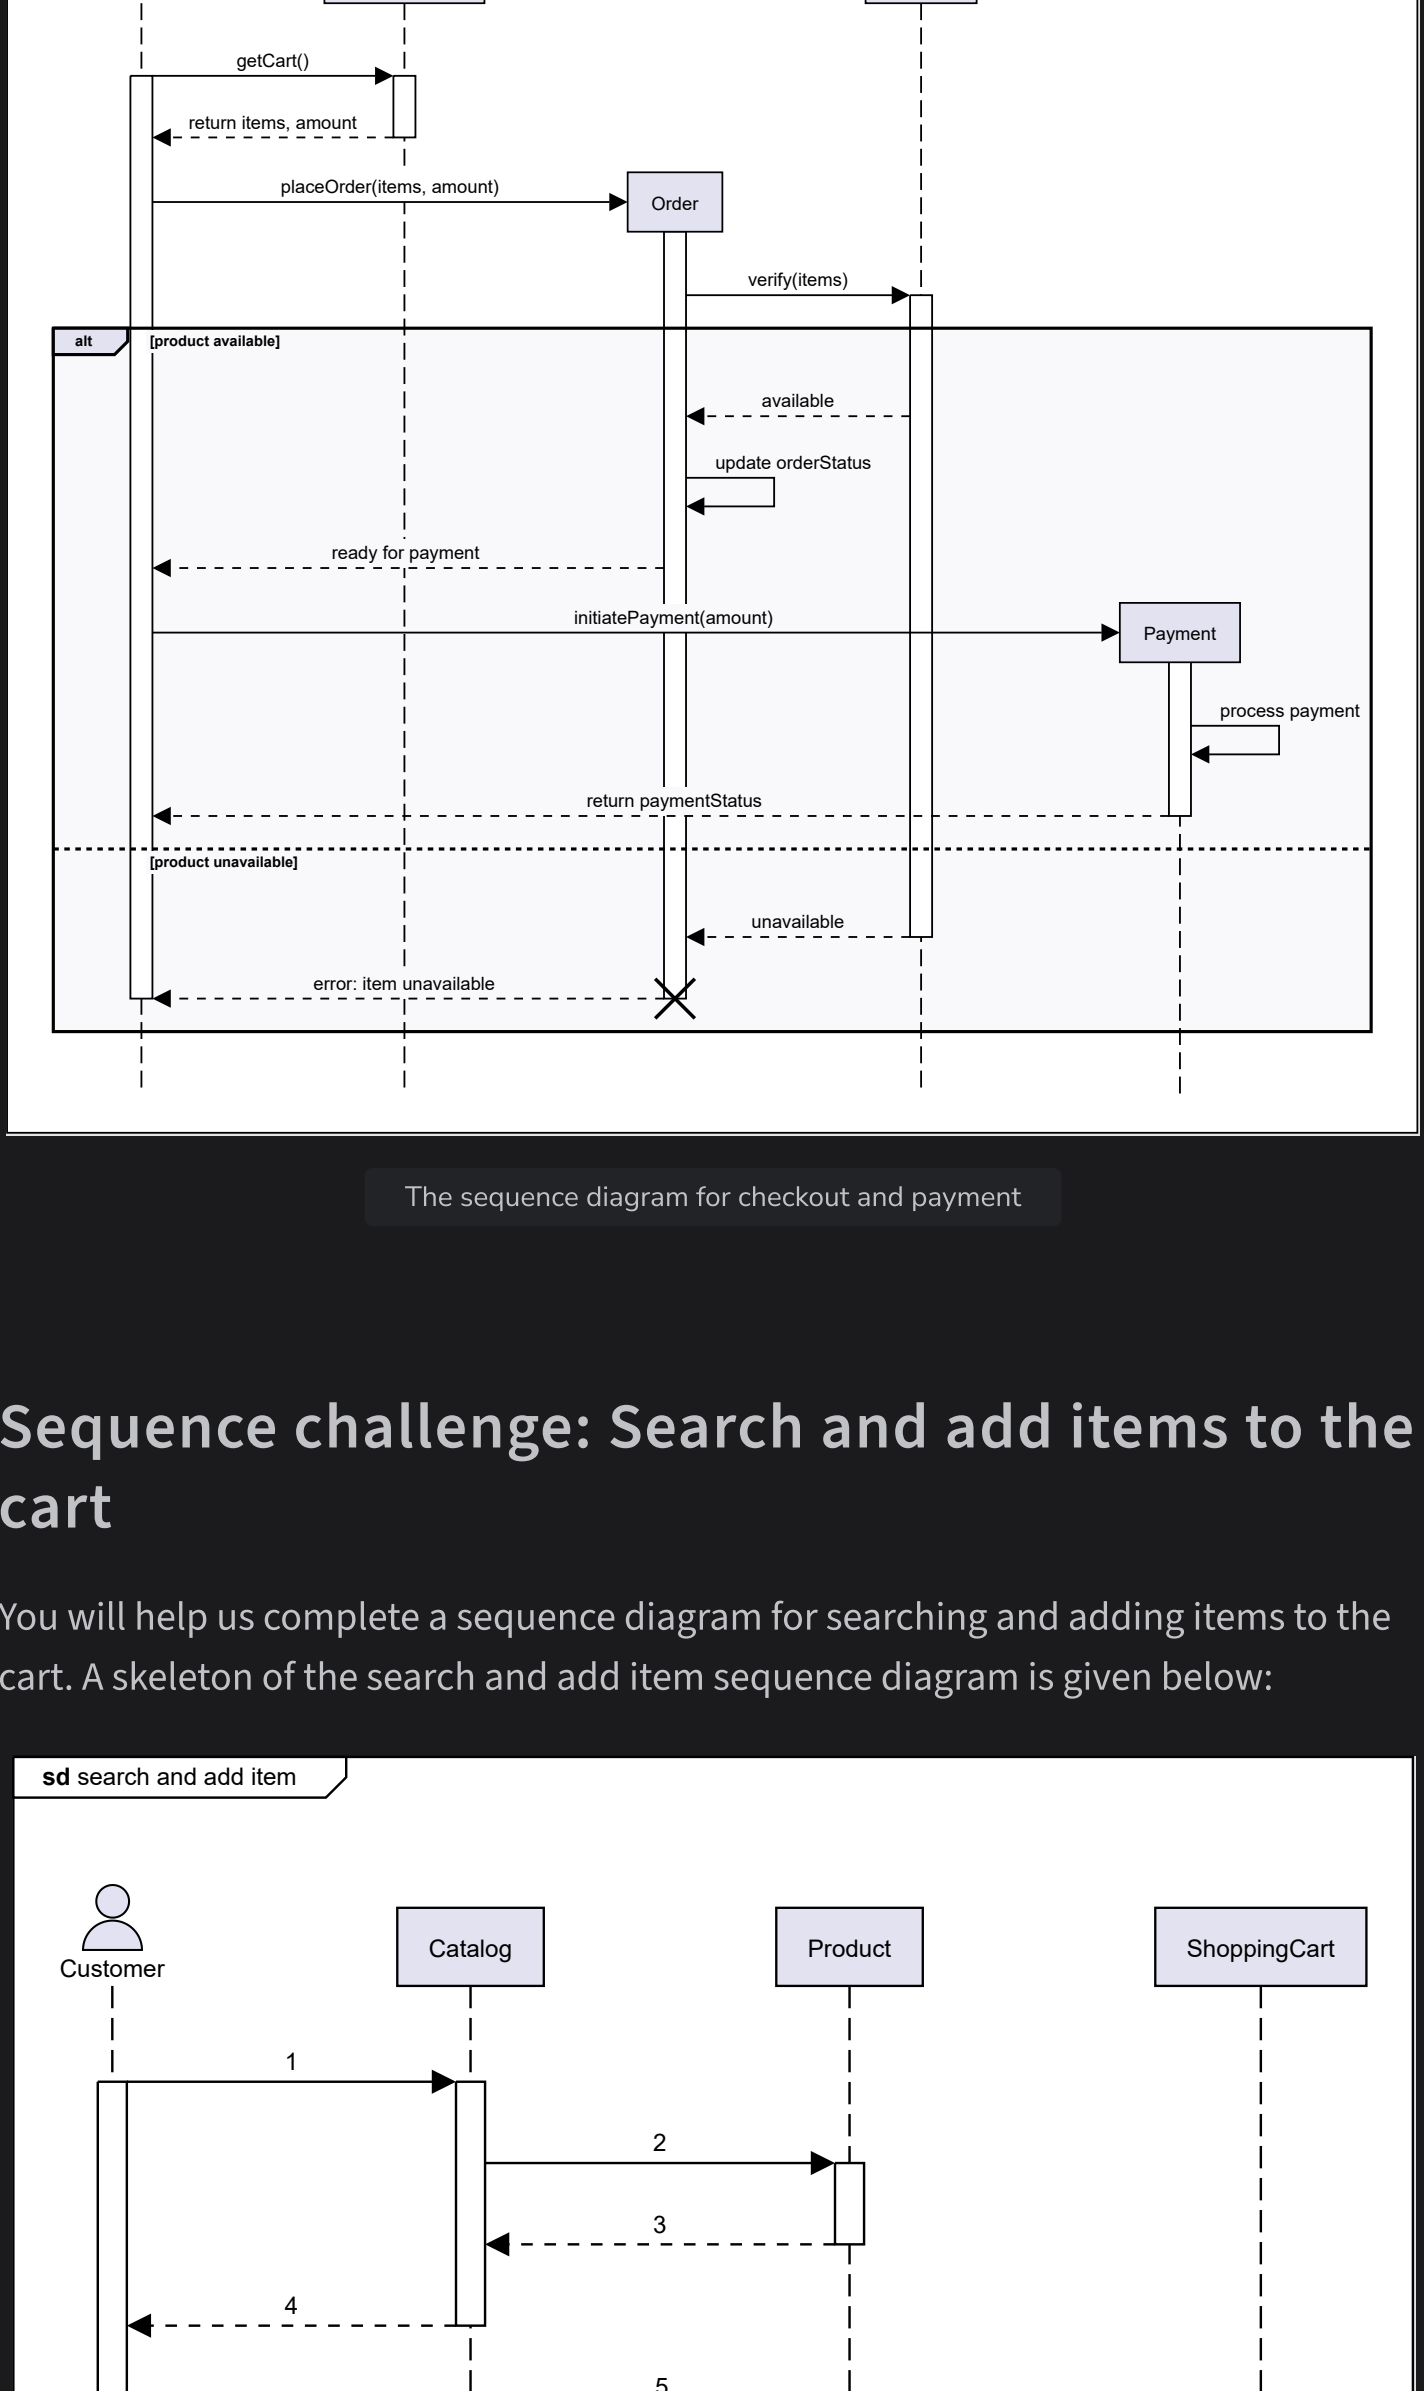 getCart()
return items, amount
placeOrder(items, amount)
Order
verify(items)
alt
[product available]
available
update orderStatus
ready for payment
initiatePayment(amount)
Payment
process payment
return paymentStatus
[product unavailable]
unavailable
error: item unavailable
The sequence diagram for checkout and payment
Sequence challenge: Search and add items to the
cart
You will help us complete a sequence diagram for searching and adding items to the
cart. A skeleton of the search and add item sequence diagram is given below:
sd search and add item
Customer
Catalog
Product
ShoppingCart
1
2
3
4
5